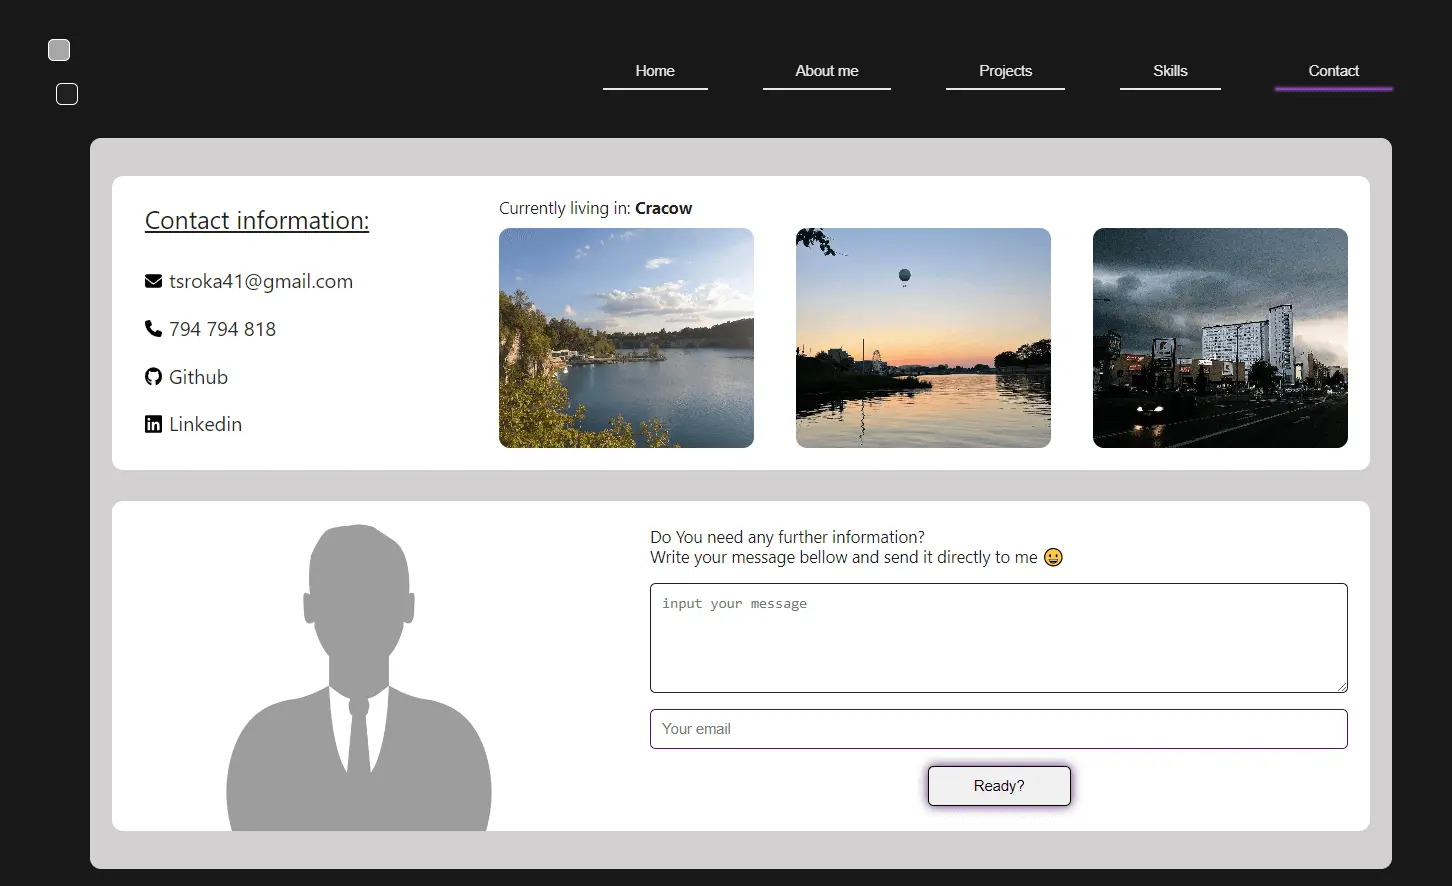 Home
About me
Projects
Skills
Contact
Contact information:
tsroka41@gmail.com
794 794 818
Github
Linkedin
Currently living in: Cracow
Do You need any further information?
Write your message bellow and send it directly to me 😀
input your message
Your email
Ready?